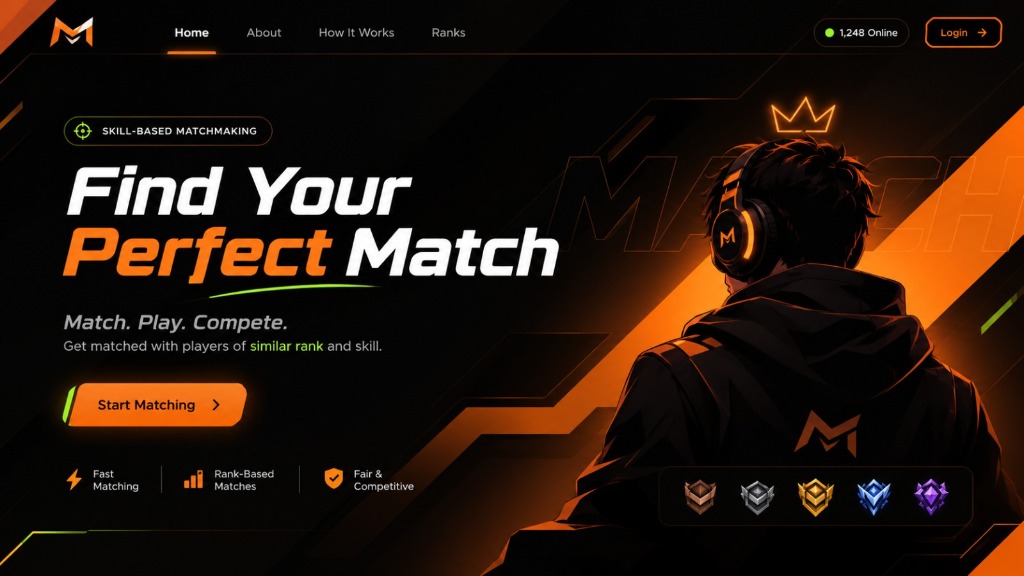 Home
About
How It Works
Ranks
1,248 Online
Login
SKILL-BASED MATCHMAKING
Find Your
Perfect Match
MATCH
Match. Play. Compete.
Get matched with players of similar rank and skill.
Start Matching
Fast
Matching
Rank-Based
Matches
Fair &
Competitive